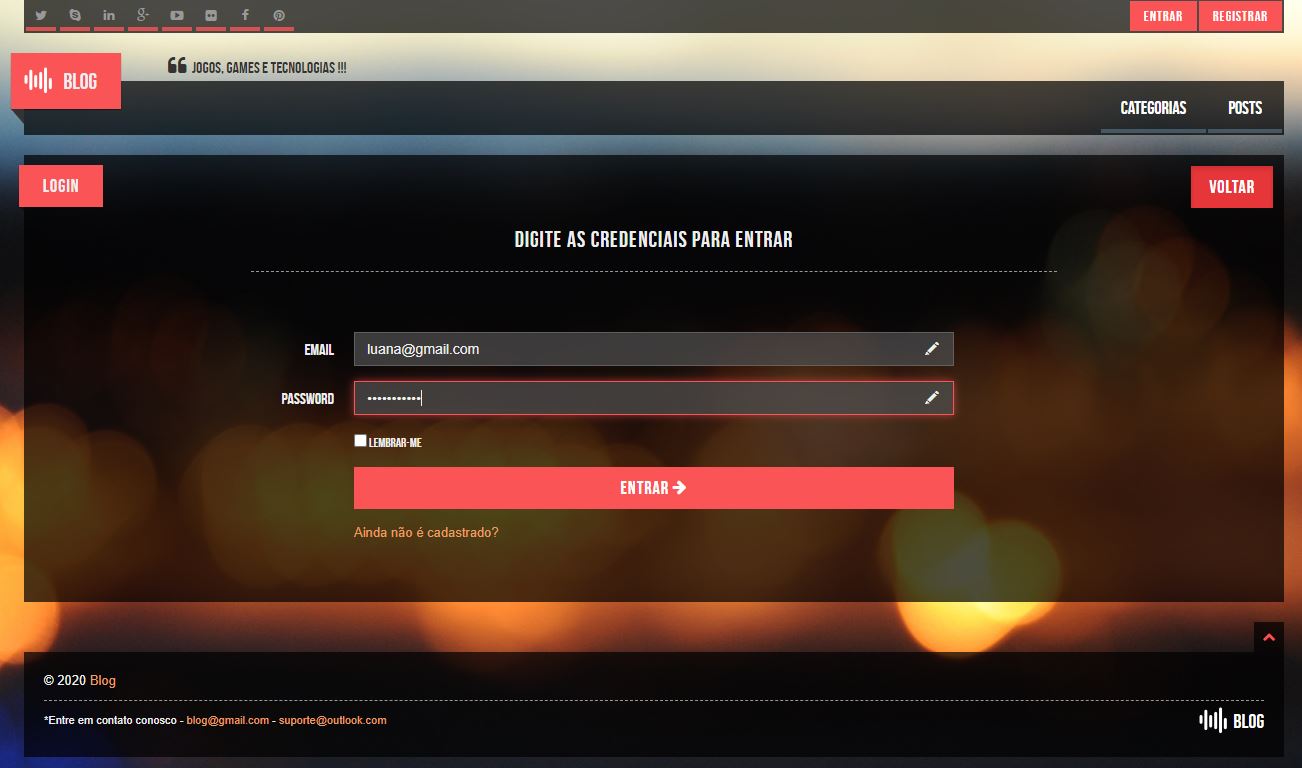 ENTRAR REGISTRAR
BLOG
JOGOS, GAMES E TECNOLOGIAS !!!
CATEGORIAS POSTS
LOGIN
VOLTAR
DIGITE AS CREDENCIAIS PARA ENTRAR
EMAIL luana@gmail.com
PASSWORD •••••••••••
LEMBRAR-ME
ENTRAR
Ainda não é cadastrado?
© 2020 Blog
*Entre em contato conosco - blog@gmail.com - suporte@outlook.com
BLOG